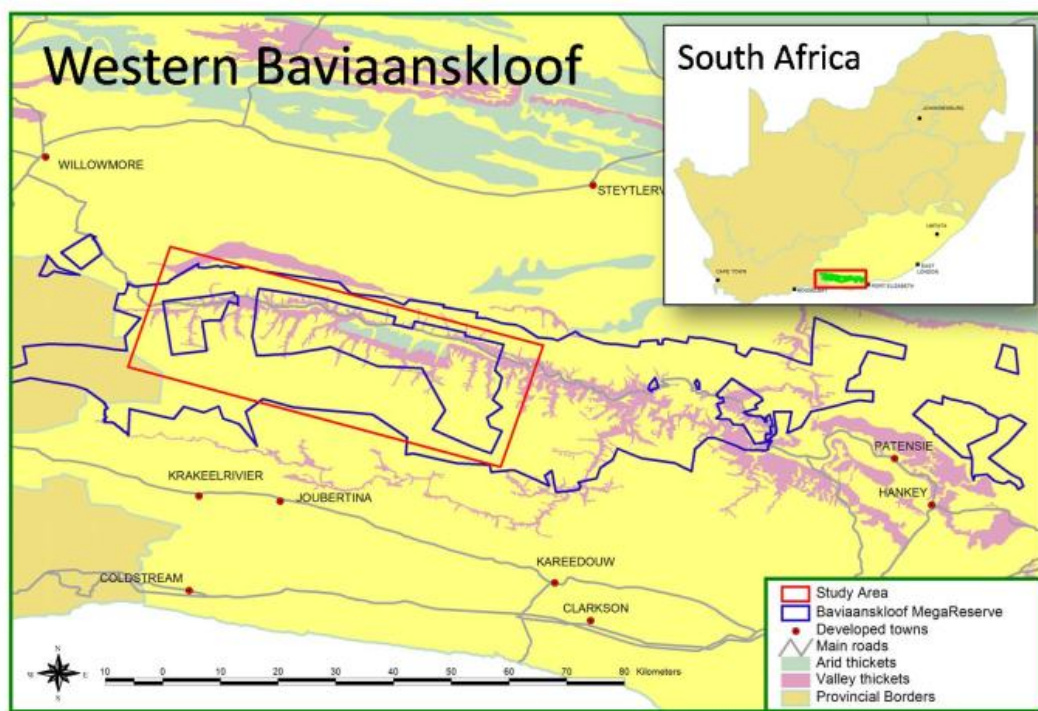 Western Baviaanskloof
South Africa
JOHANNESBURG
UMTATA
EAST
LONDON
CAPE TOWN
PORT ELIZABETH
WILLOWMORE
STEYTLERV
PATENSIE
HANKEY
KRAKEELRIVIER
JOUBERTINA
KAREEDOUW
COLDSTREAM
CLARKSON
Study Area
Baviaanskloof MegaReserve
Developed towns
Main roads
Arid thickets
Valley thickets
Provincial Borders
N
W
E
S
10 0 10 20 30 40 50 60 70 80 Kilometers